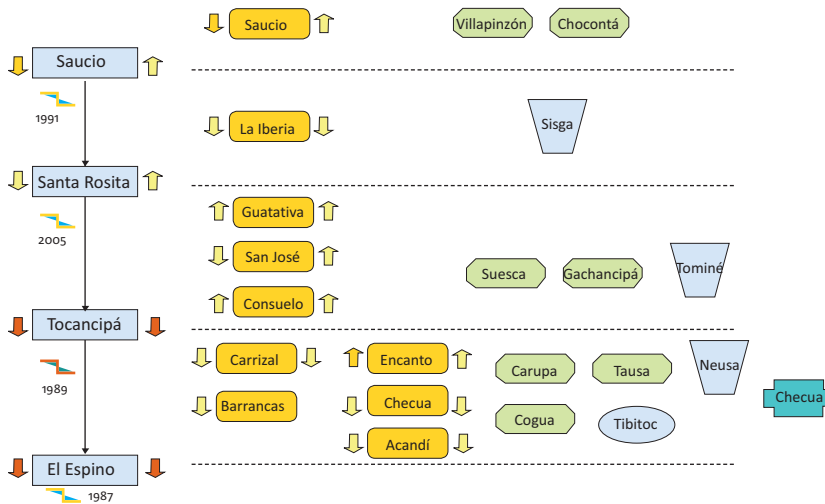 Saucio
Villapinzón
Chocontá
Saucio
1991
La Iberia
Sisga
Santa Rosita
2005
Guatativa
San José
Consuelo
Suesca
Gachancipá
Tominé
Tocancipá
1989
Carrizal
Encanto
Carupa
Tausa
Neusa
Barrancas
Checua
Checua
Cogua
Tibitoc
Acandí
El Espino
1987